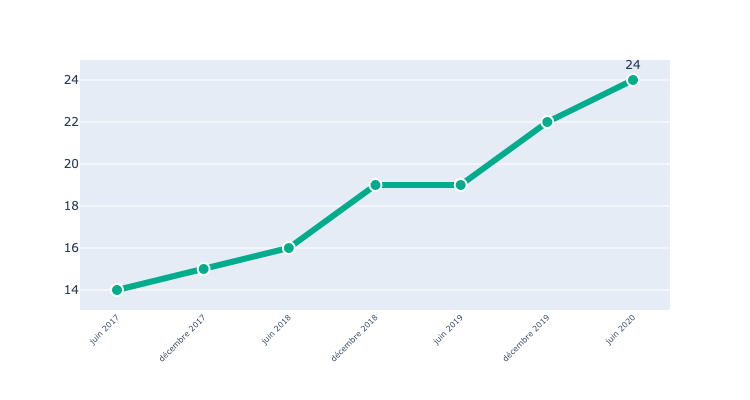 24
24
22
20
18
16
14
juin 2017
décembre 2017
juin 2018
décembre 2018
juin 2019
décembre 2019
juin 2020